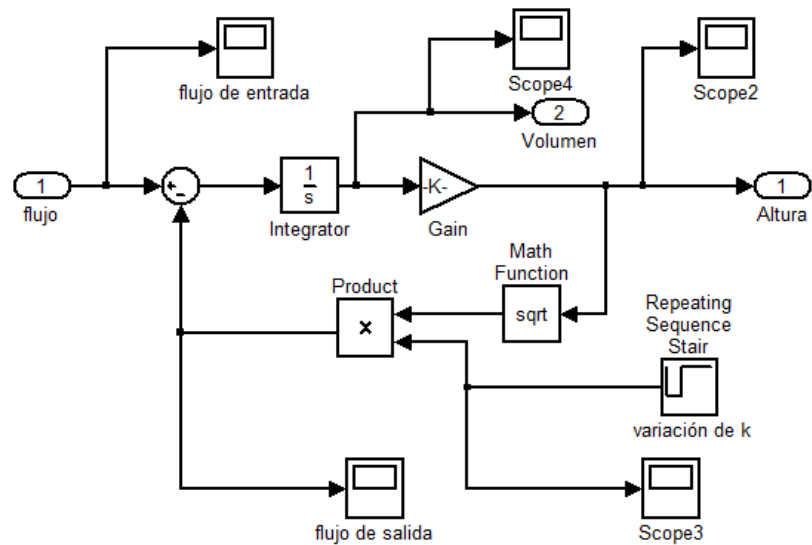 flujo de entrada
Scope4
Scope2
2
Volumen
1
flujo
+
-
1
s
Integrator
-K-
Gain
1
Altura
Math
Function
sqrt
Product
×
Repeating
Sequence
Stair
variación de k
flujo de salida
Scope3